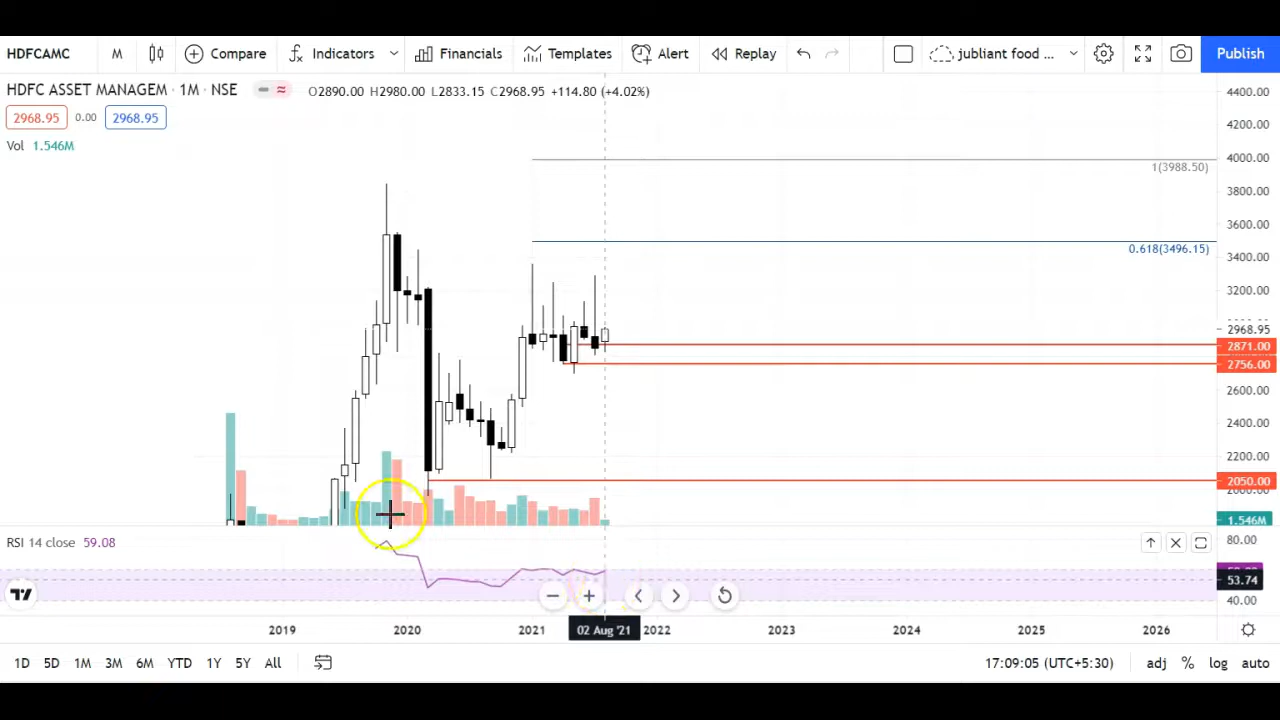 HDFCAMC M Compare Indicators Financials Templates Alert Replay jubliant food ... Publish
HDFC ASSET MANAGEM · 1M · NSE O2890.00 H2980.00 L2833.15 C2968.95 +114.80 (+4.02%)
2968.95 0.00 2968.95
Vol 1.546M
4400.00
4200.00
4000.00
1(3988.50)
3800.00
3600.00
0.618(3496.15)
3400.00
3200.00
2968.95
2871.00
2756.00
2600.00
2400.00
2200.00
2050.00
1.546M
RSI 14 close 59.08
80.00
53.74
40.00
2019 2020 2021 02 Aug '21 2022 2023 2024 2025 2026
1D 5D 1M 3M 6M YTD 1Y 5Y All 17:09:05 (UTC+5:30) adj % log auto